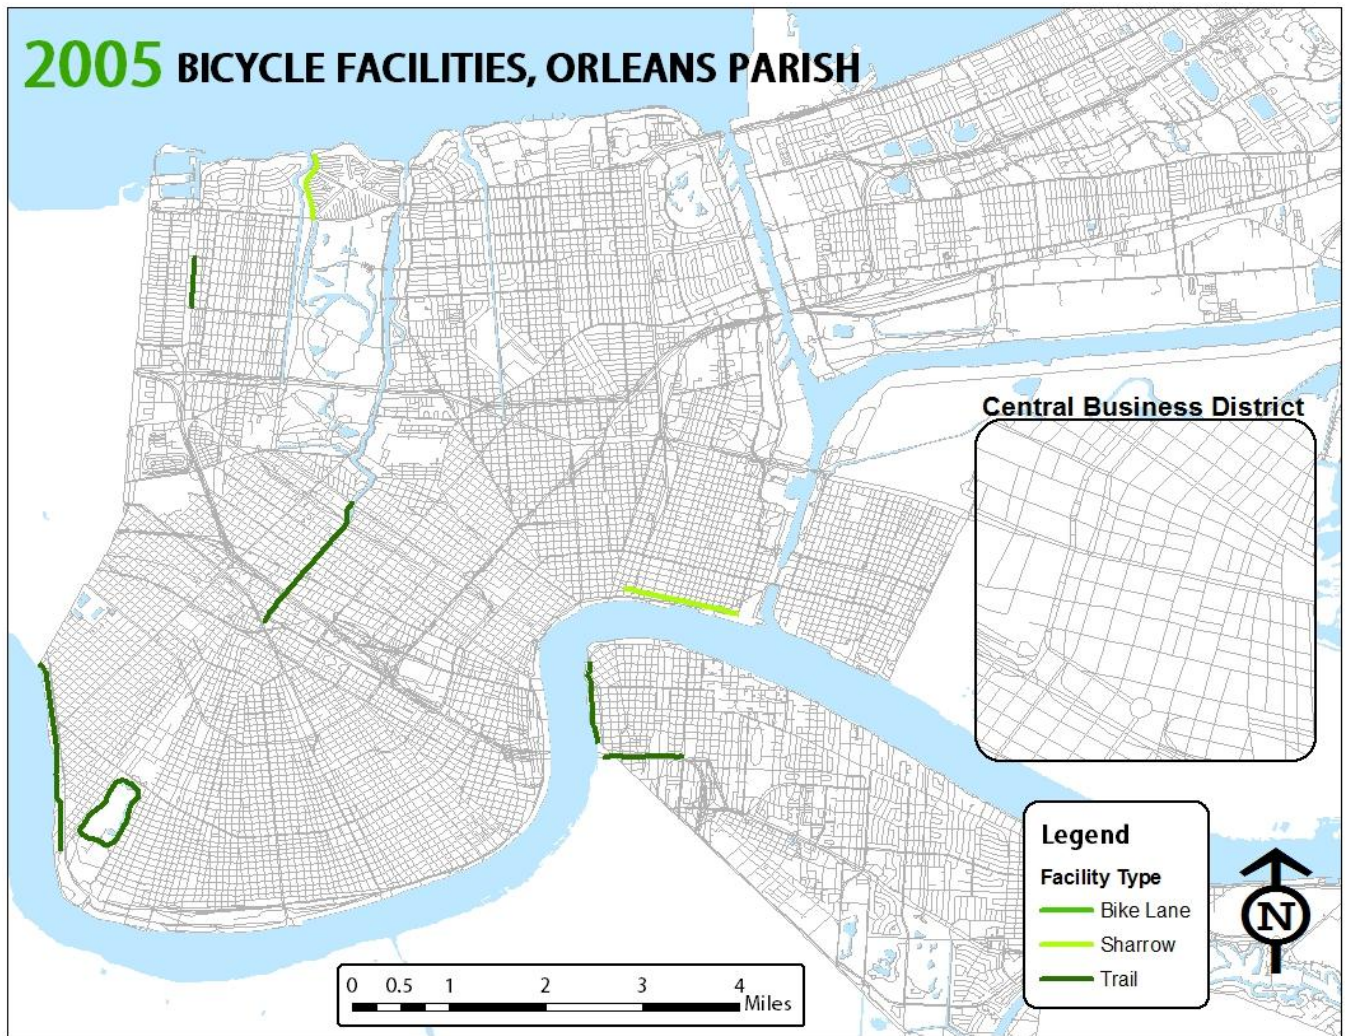 2005 BICYCLE FACILITIES, ORLEANS PARISH
Central Business District
Legend
Facility Type
Bike Lane
Sharrow
Trail
N
0 0.5 1 2 3 4
Miles